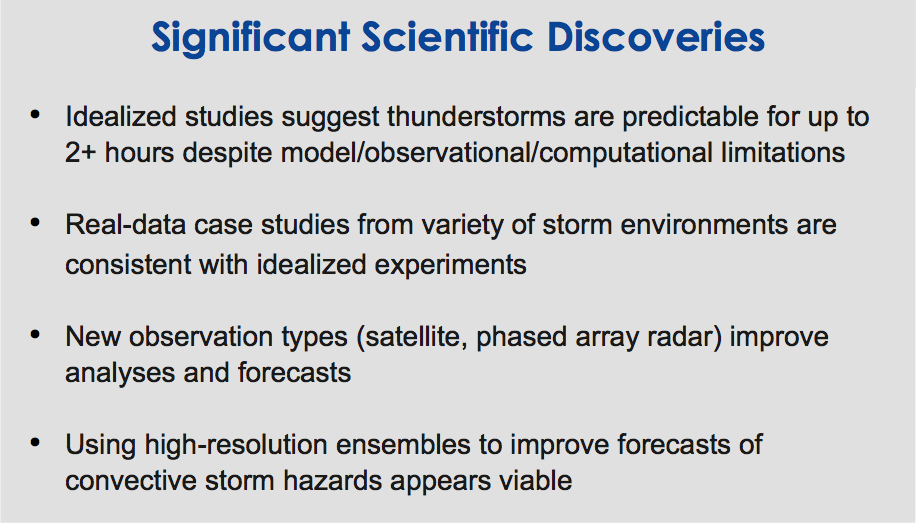 Significant Scientific Discoveries
• Idealized studies suggest thunderstorms are predictable for up to
2+ hours despite model/observational/computational limitations
• Real-data case studies from variety of storm environments are
consistent with idealized experiments
• New observation types (satellite, phased array radar) improve
analyses and forecasts
• Using high-resolution ensembles to improve forecasts of
convective storm hazards appears viable